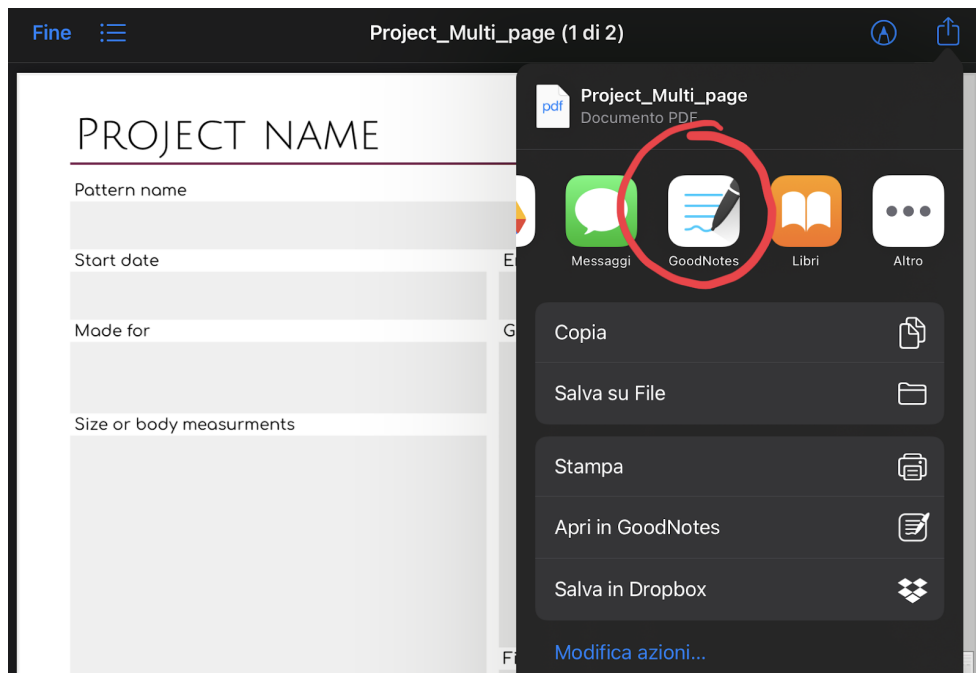 Fine
Project_Multi_page (1 di 2)
Project_Multi_page
pdf
Documento PDF
Project name
Pattern name
Start date
Made for
Size or body measurments
Messaggi
GoodNotes
Libri
Altro
Copia
Salva su File
Stampa
Apri in GoodNotes
Salva in Dropbox
Modifica azioni...